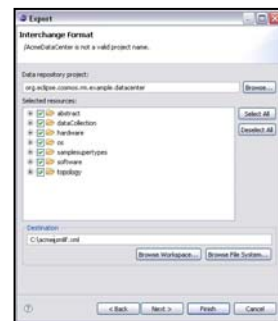 Export
Interchange Format
/AcmeDataCenter is not a valid project name.
Data repository project:
org.eclipse.cosmos.rm.example.datacenter
Browse...
Selected resources:
abstract
dataCollection
hardware
os
samplesupertypes
software
topology
Select All
Deselect All
Destination
Browse Workspace...
Browse File System...
< Back
Next >
Finish
Cancel